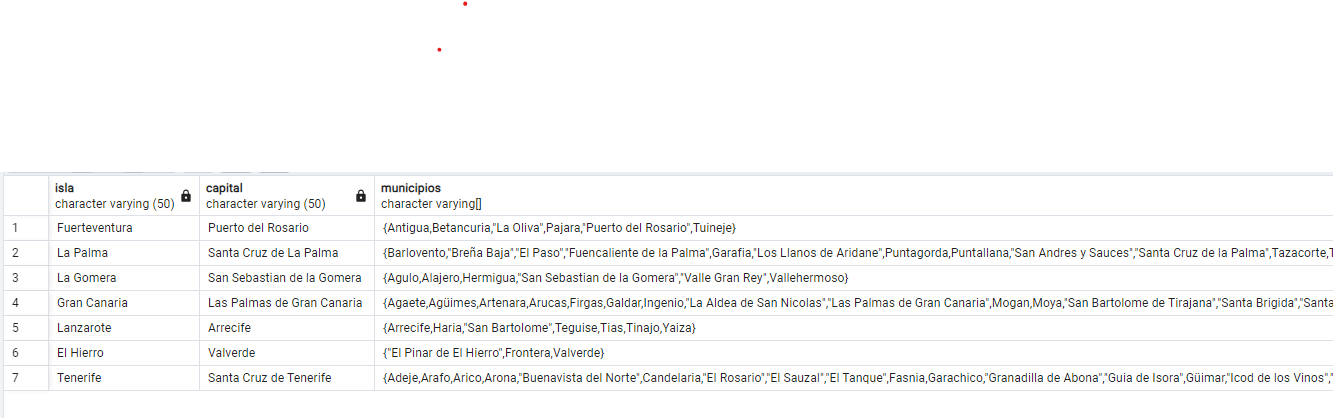 isla capital municipios
character varying (50) character varying (50) character varying[]
1 Fuerteventura Puerto del Rosario {Antigua,Betancuria,"La Oliva",Pajara,"Puerto del Rosario",Tuineje}
2 La Palma Santa Cruz de La Palma {Barlovento,"Breña Baja","El Paso","Fuencaliente de la Palma",Garafia,"Los Llanos de Aridane",Puntagorda,Puntallana,"San Andres y Sauces","Santa Cruz de la Palma",Tazacorte,T
3 La Gomera San Sebastian de la Gomera {Agulo,Alajero,Hermigua,"San Sebastian de la Gomera","Valle Gran Rey",Vallehermoso}
4 Gran Canaria Las Palmas de Gran Canaria {Agaete,Agüimes,Artenara,Arucas,Firgas,Galdar,Ingenio,"La Aldea de San Nicolas","Las Palmas de Gran Canaria",Mogan,Moya,"San Bartolome de Tirajana","Santa Brigida","Santa
5 Lanzarote Arrecife {Arrecife,Haria,"San Bartolome",Teguise,Tias,Tinajo,Yaiza}
6 El Hierro Valverde {"El Pinar de El Hierro",Frontera,Valverde}
7 Tenerife Santa Cruz de Tenerife {Adeje,Arafo,Arico,Arona,"Buenavista del Norte",Candelaria,"El Rosario","El Sauzal","El Tanque",Fasnia,Garachico,"Granadilla de Abona","Guia de Isora",Güimar,"Icod de los Vinos","